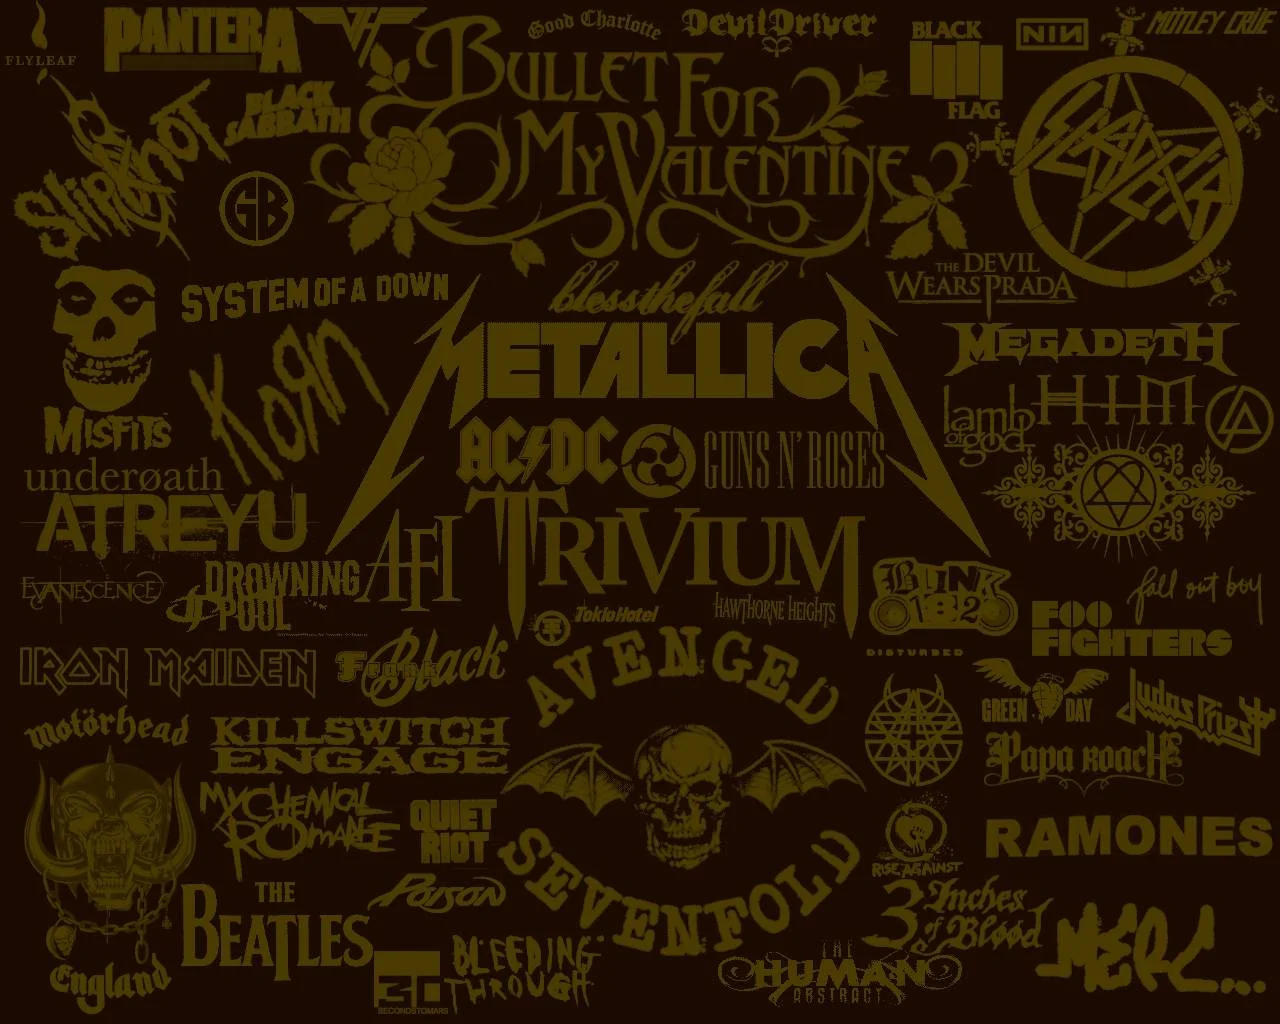 FLYLEAF
PANTERA
VH
Good Charlotte
DevilDriver
BLACK
FLAG
NIN
MÖTLEY CRÜE
SlipKnoT
BLACK
SABBATH
GB
BULLET FOR
MY VALENTINE
SLAYER
THE DEVIL
WEARS PRADA
SYSTEM OF A DOWN
blessthefall
METALLICA
MEGADETH
KoRn
MISFITS
lamb
of god
HIM
AC/DC
GUNS N' ROSES
underøath
ATREYU
AFI
TRIVIUM
EVANESCENCE
DROWNING
POOL
Tokio Hotel
HAWTHORNE HEIGHTS
BLINK
182
fall out boy
FOO
FIGHTERS
DISTURBED
IRON MAIDEN
Black
AVENGED
SEVENFOLD
GREEN DAY
Judas Priest
motörhead
England
KILLSWITCH
ENGAGE
Papa roach
MY CHEMICAL
ROMANCE
QUIET
RIOT
RISE AGAINST
RAMONES
THE
BEATLES
POISON
3 Inches
of Blood
30
SECONDSTOMARS
BLEEDING
THROUGH
THE
HUMAN
ABSTRACT